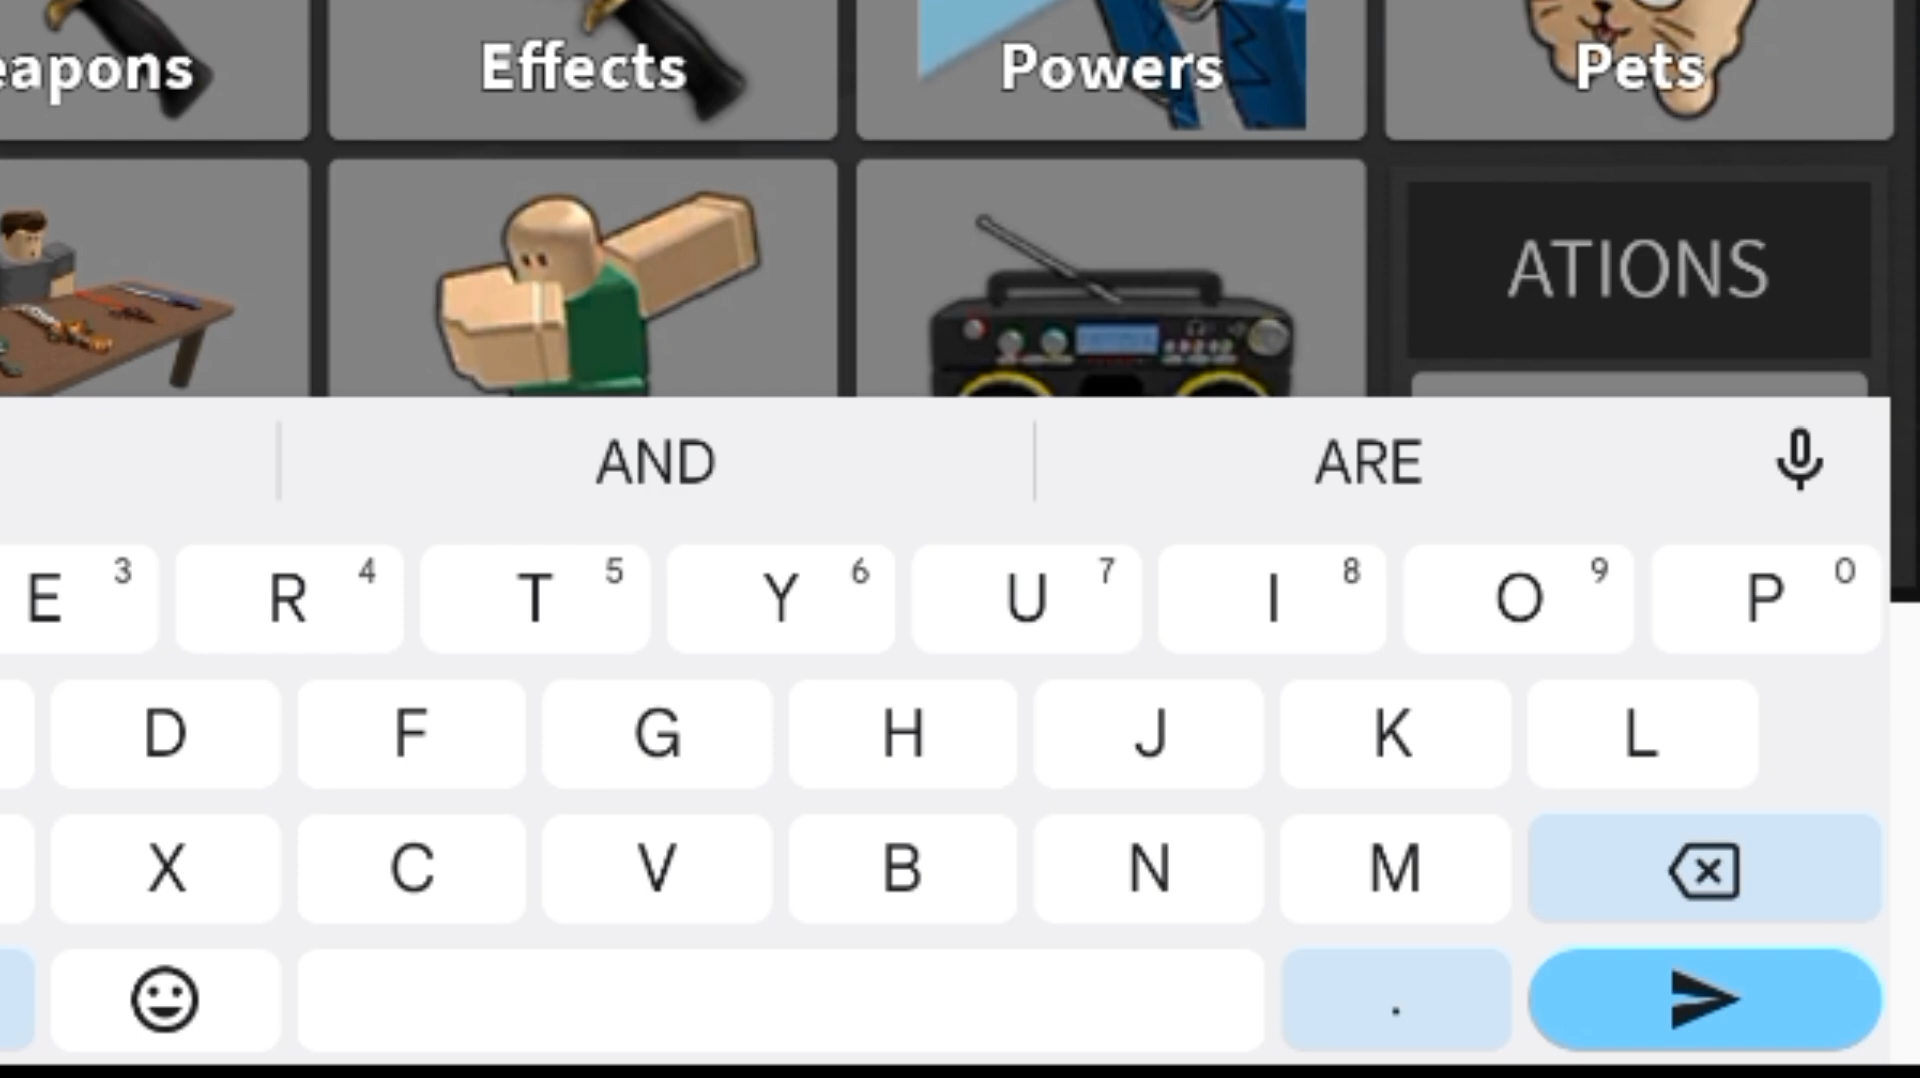 eapons Effects Powers Pets
ATIONS
AND ARE
E 3 R 4 T 5 Y 6 U 7 I 8 O 9 P 0
D F G H J K L
X C V B N M
.